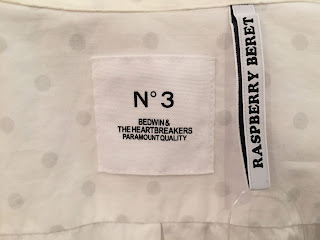 N° 3
BEDWIN &
THE HEARTBREAKERS
PARAMOUNT QUALITY
RASPBERRY BERET